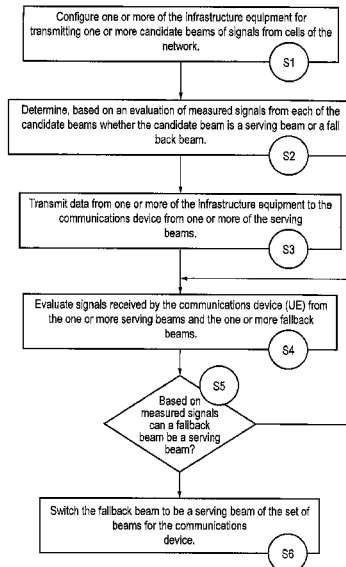 Configure one or more of the infrastructure equipment for
transmitting one or more candidate beams of signals from cells of the
network.
S1
Determine, based on an evaluation of measured signals from each of the
candidate beams whether the candidate beam is a serving beam or a fall
back beam.
S2
Transmit data from one or more of the infrastructure equipment to the
communications device from one or more of the serving
beams.
S3
Evaluate signals received by the communications device (UE) from
the one or more serving beams and the one or more fallback
beams.
S4
S5
Based on
measured signals
can a fallback
beam be a serving
beam?
Switch the fallback beam to be a serving beam of the set of
beams for the communications
device.
S6